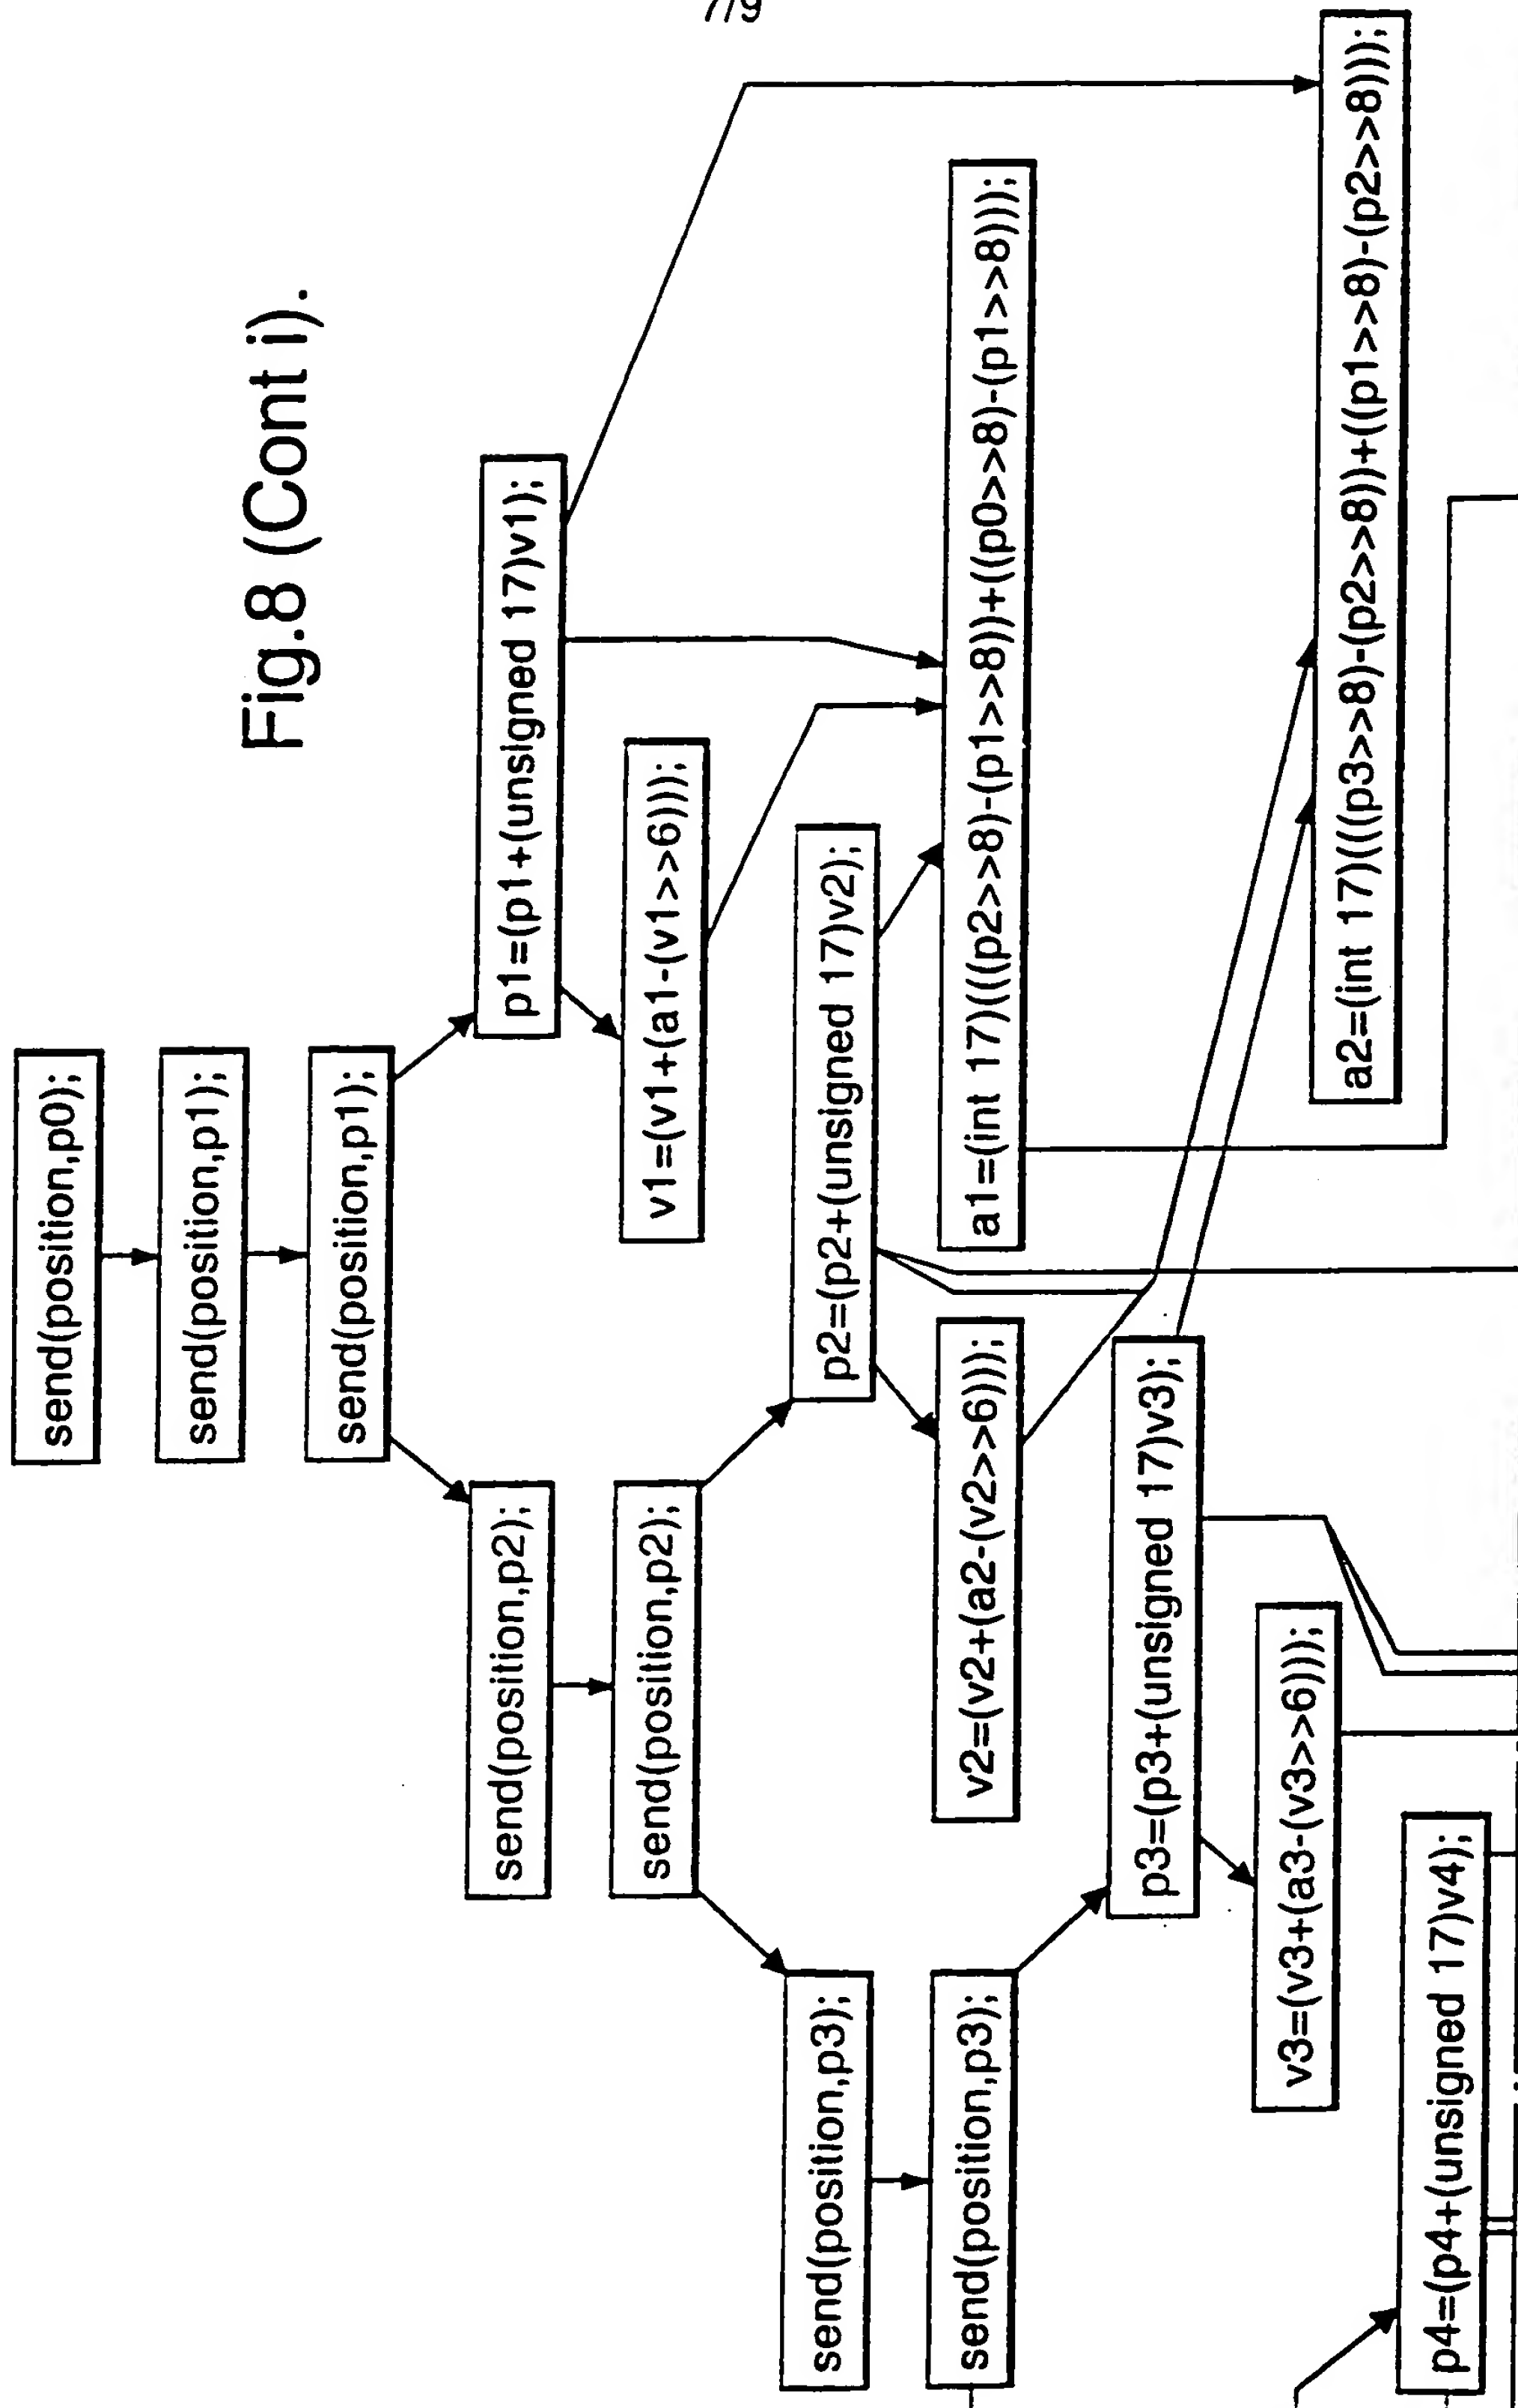 7/9
Fig.8 (Cont i).
send(position,p0);
send(position,p1);
send(position,p1);
p1=(p1+(unsigned 17)v1);
send(position,p2);
v1=(v1+(a1-(v1>>6)));
send(position,p2);
p2=(p2+(unsigned 17)v2);
send(position,p3);
a1=(int 17)(((p2>>8)-(p1>>8))+((p0>>8)-(p1>>8)));
v2=(v2+(a2-(v2>>6)));
send(position,p3);
p3=(p3+(unsigned 17)v3);
v3=(v3+(a3-(v3>>6)));
a2=(int 17)(((p3>>8)-(p2>>8))+((p1>>8)-(p2>>8)));
p4=(p4+(unsigned 17)v4);